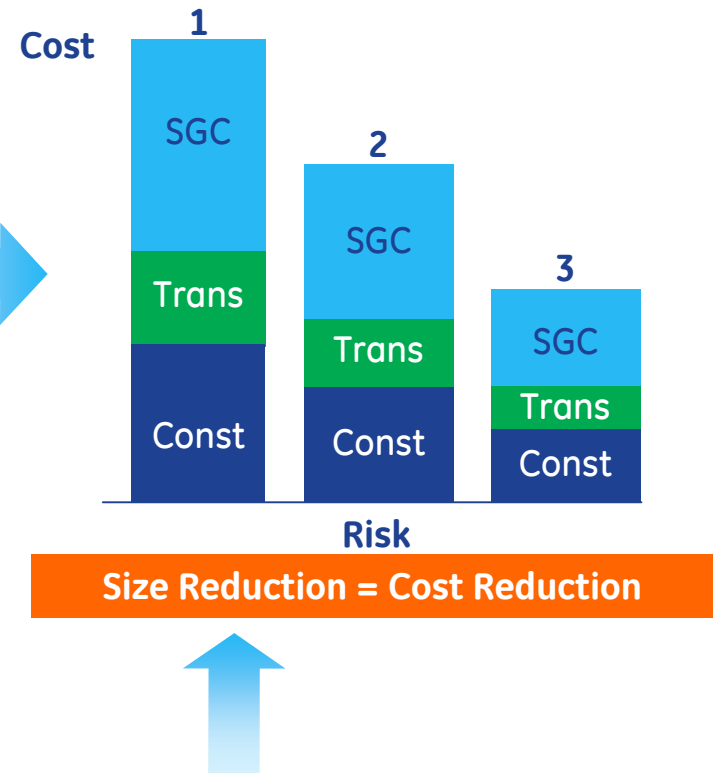 Cost
1
SGC
Trans
Const
2
SGC
Trans
Const
3
SGC
Trans
Const
Risk
Size Reduction = Cost Reduction